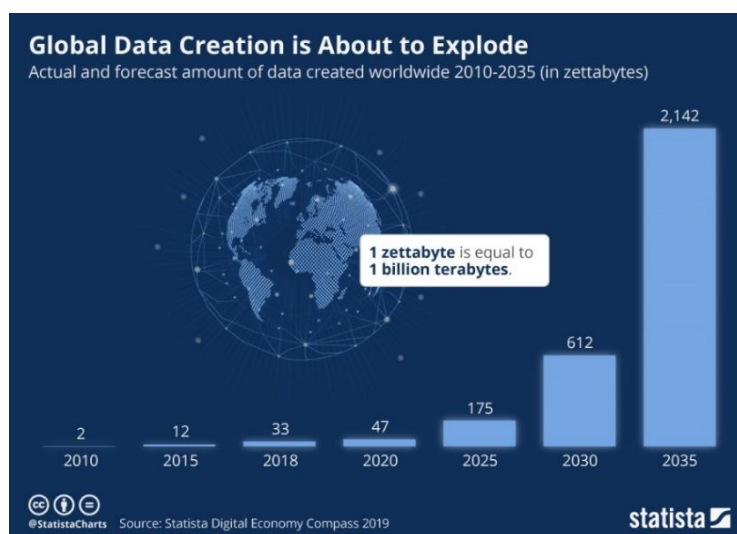 Global Data Creation is About to Explode
Actual and forecast amount of data created worldwide 2010-2035 (in zettabytes)
2,142
1 zettabyte is equal to
1 billion terabytes.
612
175
47
33
12
2
2010 2015 2018 2020 2025 2030 2035
@StatistaCharts Source: Statista Digital Economy Compass 2019
statista